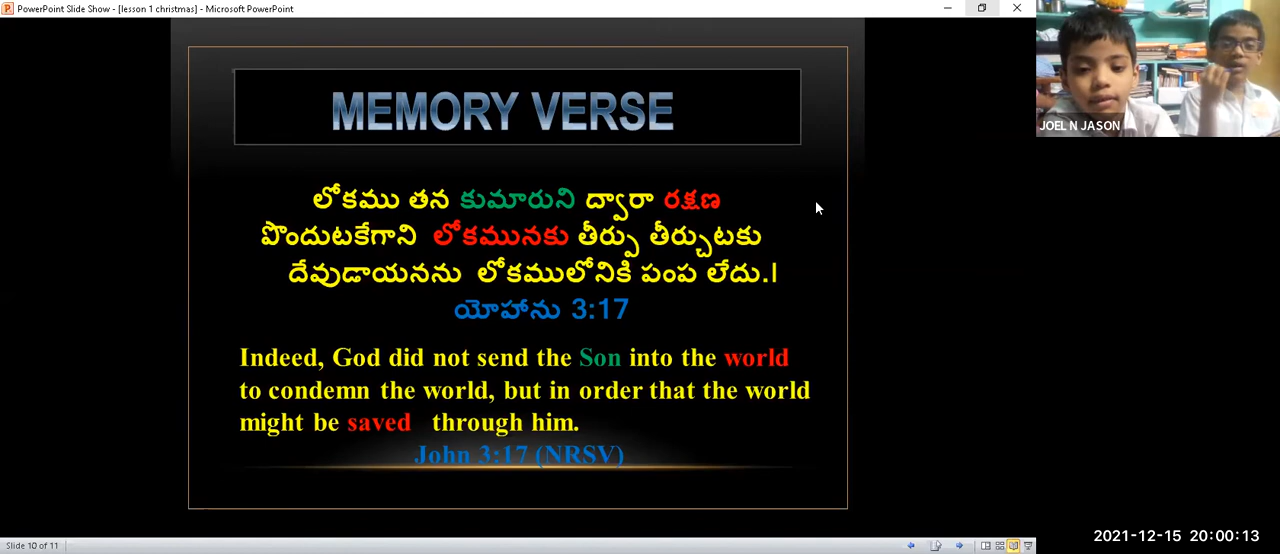 PowerPoint Slide Show - [lesson 1 christmas] - Microsoft PowerPoint
MEMORY VERSE
లోకము తన కుమారుని ద్వారా రక్షణ
పొందుటకేగాని లోకమునకు తీర్పు తీర్చుటకు
దేవుడాయనను లోకములోనికి పంప లేదు.।
యోహాను 3:17
Indeed, God did not send the Son into the world
to condemn the world, but in order that the world
might be saved through him.
John 3:17 (NRSV)
JOEL N JASON
2021-12-15 20:00:13
Slide 10 of 11